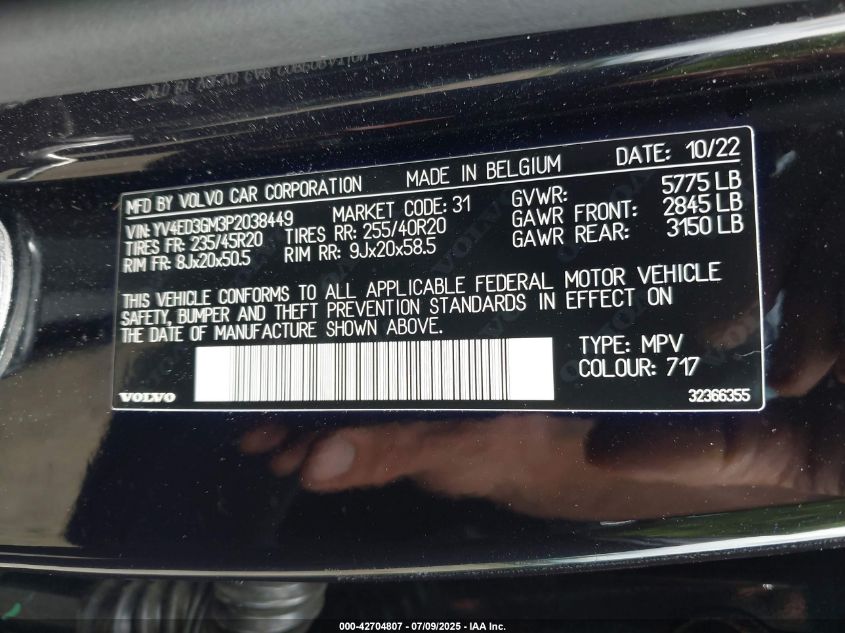 MFD BY VOLVO CAR CORPORATION MADE IN BELGIUM DATE: 10/22
VIN: YV4ED3GM3P2038449 MARKET CODE: 31 GVWR: 5775 LB
TIRES FR: 235/45R20 TIRES RR: 255/40R20 GAWR FRONT: 2845 LB
RIM FR: 8Jx20x50.5 RIM RR: 9Jx20x58.5 GAWR REAR: 3150 LB
THIS VEHICLE CONFORMS TO ALL APPLICABLE FEDERAL MOTOR VEHICLE
SAFETY, BUMPER AND THEFT PREVENTION STANDARDS IN EFFECT ON
THE DATE OF MANUFACTURE SHOWN ABOVE.
TYPE: MPV
COLOUR: 717
VOLVO 32366355
000-42704807 - 07/09/2025 - IAA Inc.